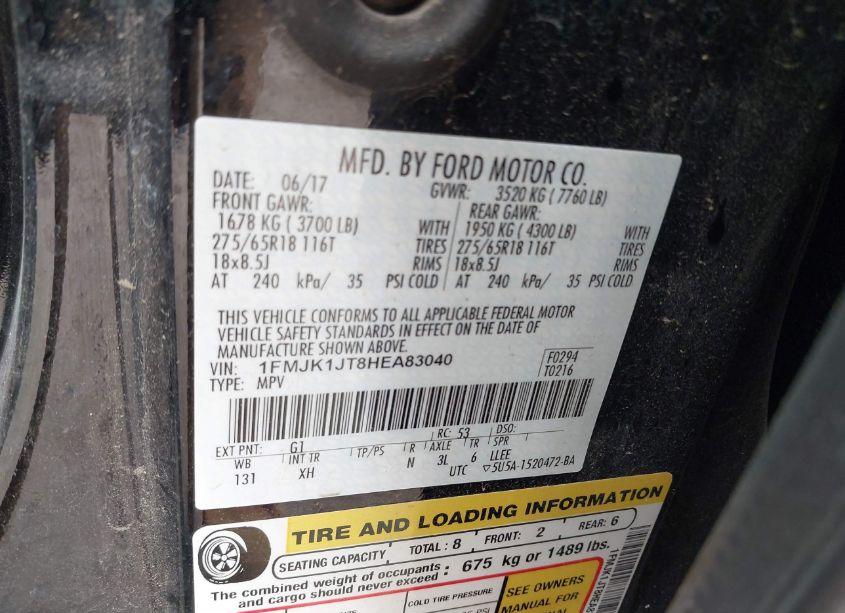 MFD. BY FORD MOTOR CO.
DATE: 06/17 GVWR: 3520 KG ( 7760 LB)
FRONT GAWR: REAR GAWR:
1678 KG ( 3700 LB) WITH 1950 KG ( 4300 LB) WITH
275/65R18 116T TIRES 275/65R18 116T TIRES
18x8.5J RIMS 18x8.5J RIMS
AT 240 kPa/ 35 PSI COLD AT 240 kPa/ 35 PSI COLD
THIS VEHICLE CONFORMS TO ALL APPLICABLE FEDERAL MOTOR
VEHICLE SAFETY STANDARDS IN EFFECT ON THE DATE OF
MANUFACTURE SHOWN ABOVE.
VIN: 1FMJK1JT8HEA83040 F0294
TYPE: MPV T0216
EXT PNT: G1 RC: 53 DSO:
WB INT TR TP/PS R AXLE TR SPR
131 XH N 3L 6 LLEE
UTC ▽5U5A-1520472-BA
TIRE AND LOADING INFORMATION
SEATING CAPACITY TOTAL: 8 FRONT: 2 REAR: 6
The combined weight of occupants and cargo should never exceed 675 kg or 1489 lbs.
COLD TIRE PRESSURE
SEE OWNERS
MANUAL FOR